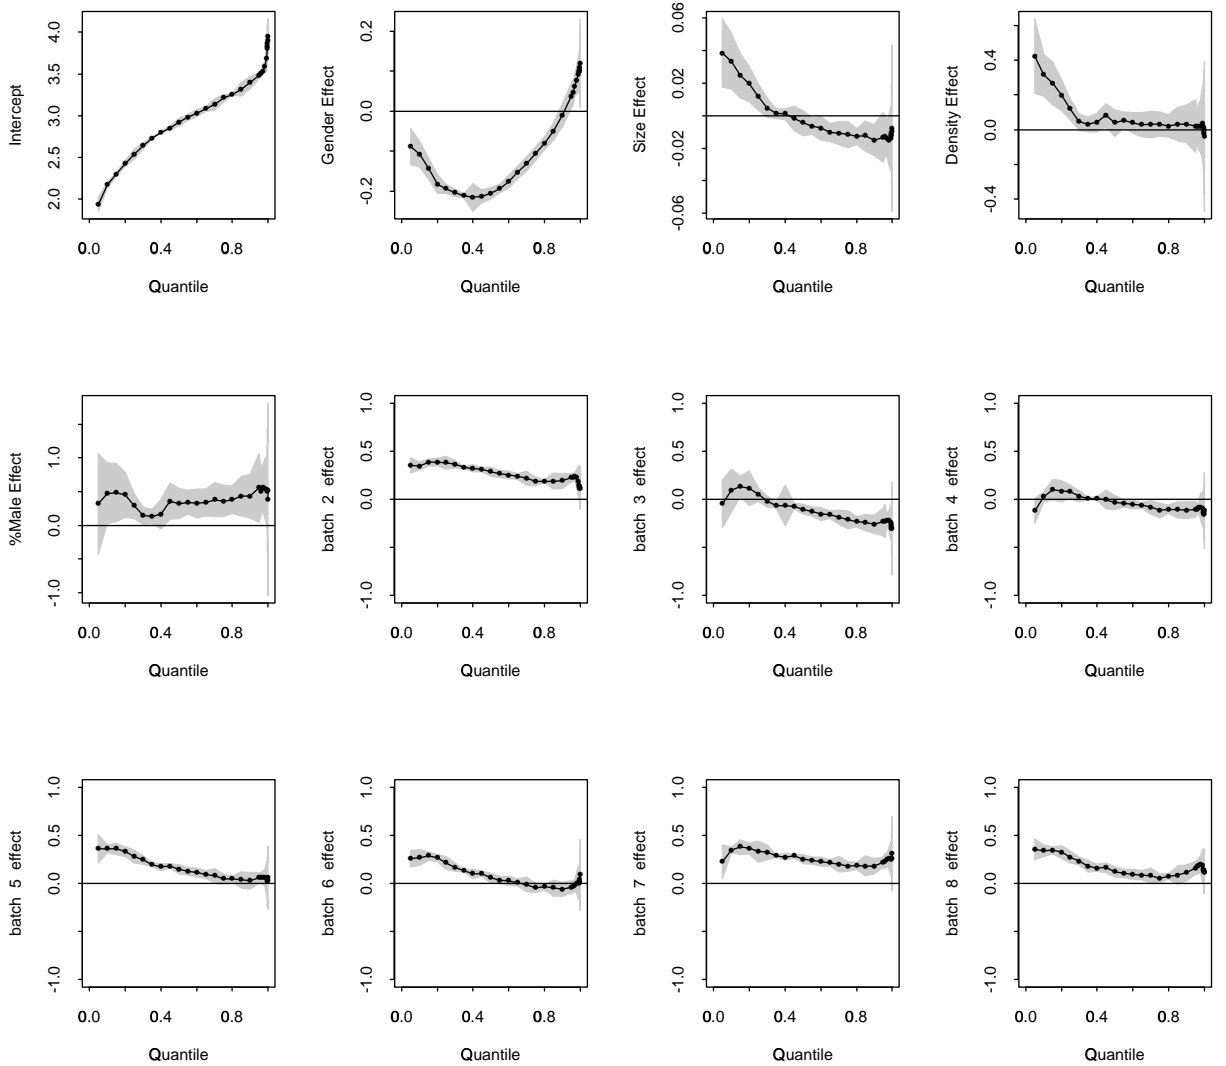 Intercept
2.0 2.5 3.0 3.5 4.0
0.0 0.4 0.8
Quantile
Gender Effect
-0.2 0.0 0.2
0.0 0.4 0.8
Quantile
Size Effect
-0.06 -0.02 0.02 0.06
0.0 0.4 0.8
Quantile
Density Effect
-0.4 0.0 0.4
0.0 0.4 0.8
Quantile
%Male Effect
-1.0 0.0 1.0
0.0 0.4 0.8
Quantile
batch 2 effect
-1.0 0.0 0.5 1.0
0.0 0.4 0.8
Quantile
batch 3 effect
-1.0 0.0 0.5 1.0
0.0 0.4 0.8
Quantile
batch 4 effect
-1.0 0.0 0.5 1.0
0.0 0.4 0.8
Quantile
batch 5 effect
-1.0 0.0 0.5 1.0
0.0 0.4 0.8
Quantile
batch 6 effect
-1.0 0.0 0.5 1.0
0.0 0.4 0.8
Quantile
batch 7 effect
-1.0 0.0 0.5 1.0
0.0 0.4 0.8
Quantile
batch 8 effect
-1.0 0.0 0.5 1.0
0.0 0.4 0.8
Quantile